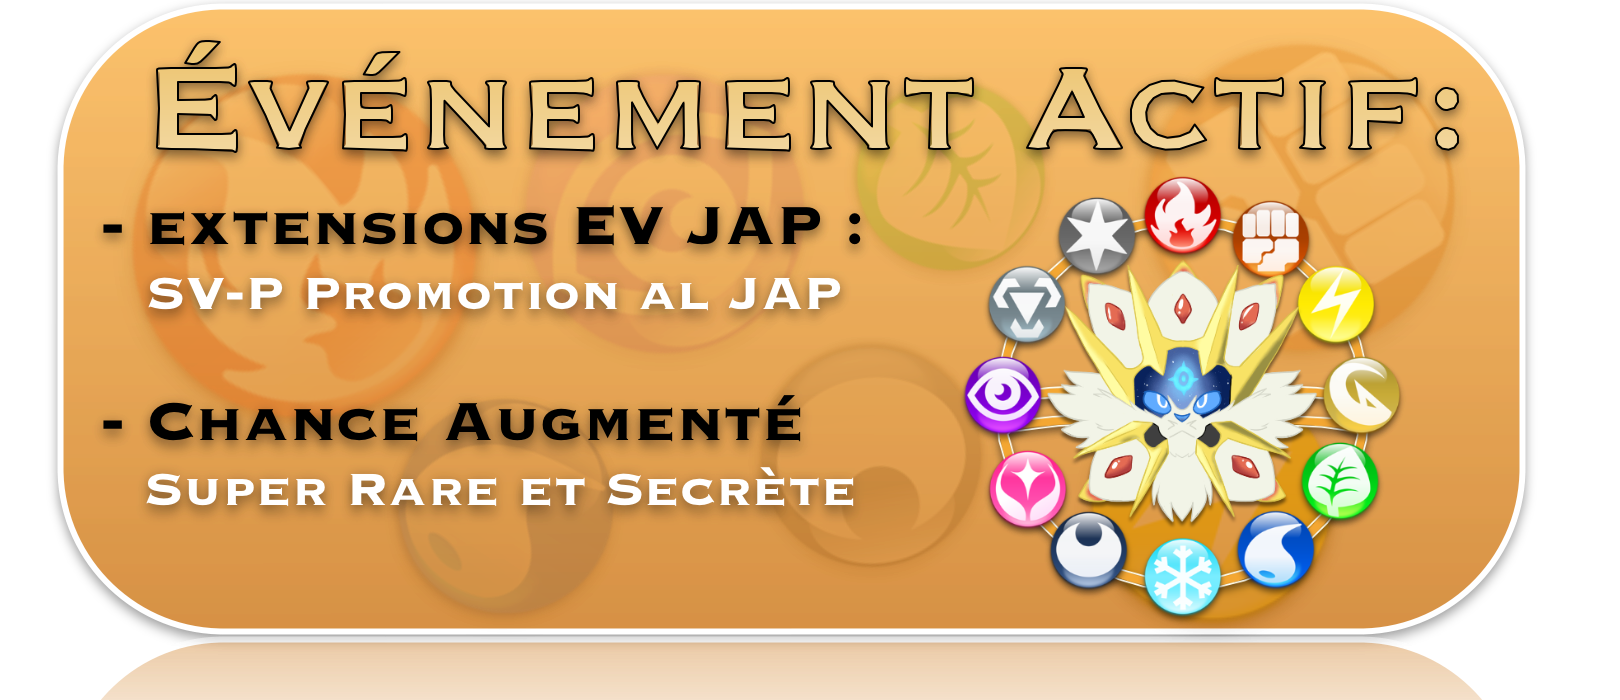 ÉVÉNEMENT ACTIF:
- EXTENSIONS EV JAP :
SV-P PROMOTION AL JAP
- CHANCE AUGMENTÉ
SUPER RARE ET SECRÈTE